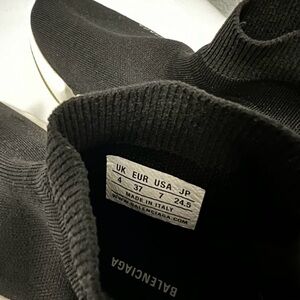 UK EUR USA JP
4 37 7 24.5
MADE IN ITALY
WWW.BALENCIAGA.COM
BALENCIAGA